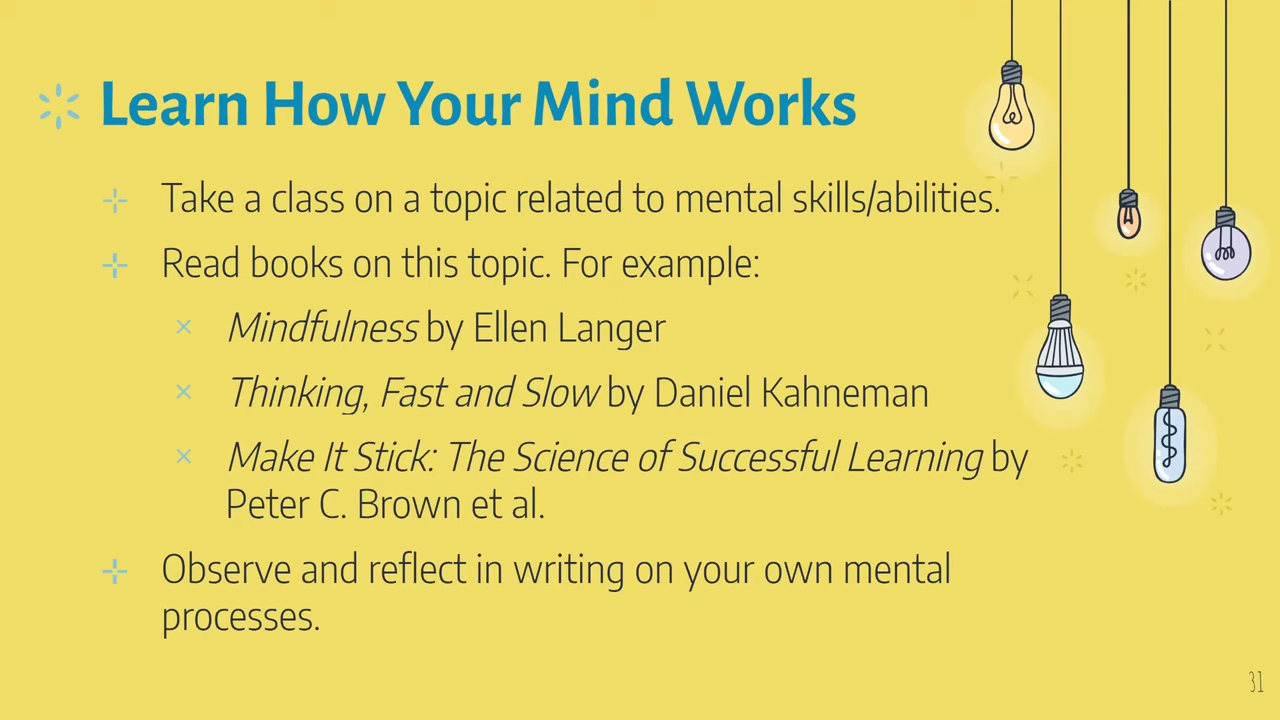 Learn How Your Mind Works
Take a class on a topic related to mental skills/abilities.
Read books on this topic. For example:
Mindfulness by Ellen Langer
Thinking, Fast and Slow by Daniel Kahneman
Make It Stick: The Science of Successful Learning by
Peter C. Brown et al.
Observe and reflect in writing on your own mental
processes.
31